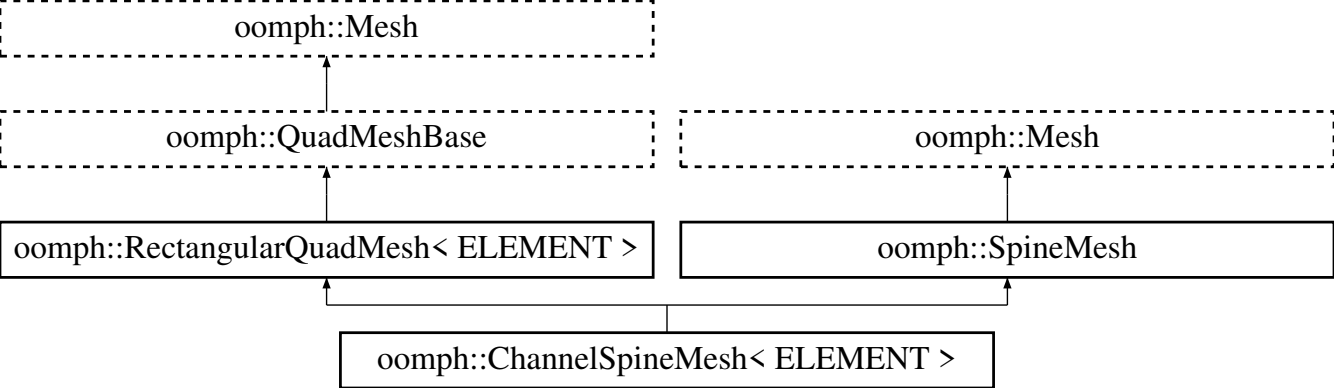 oomph::Mesh
oomph::QuadMeshBase
oomph::Mesh
oomph::RectangularQuadMesh< ELEMENT >
oomph::SpineMesh
oomph::ChannelSpineMesh< ELEMENT >